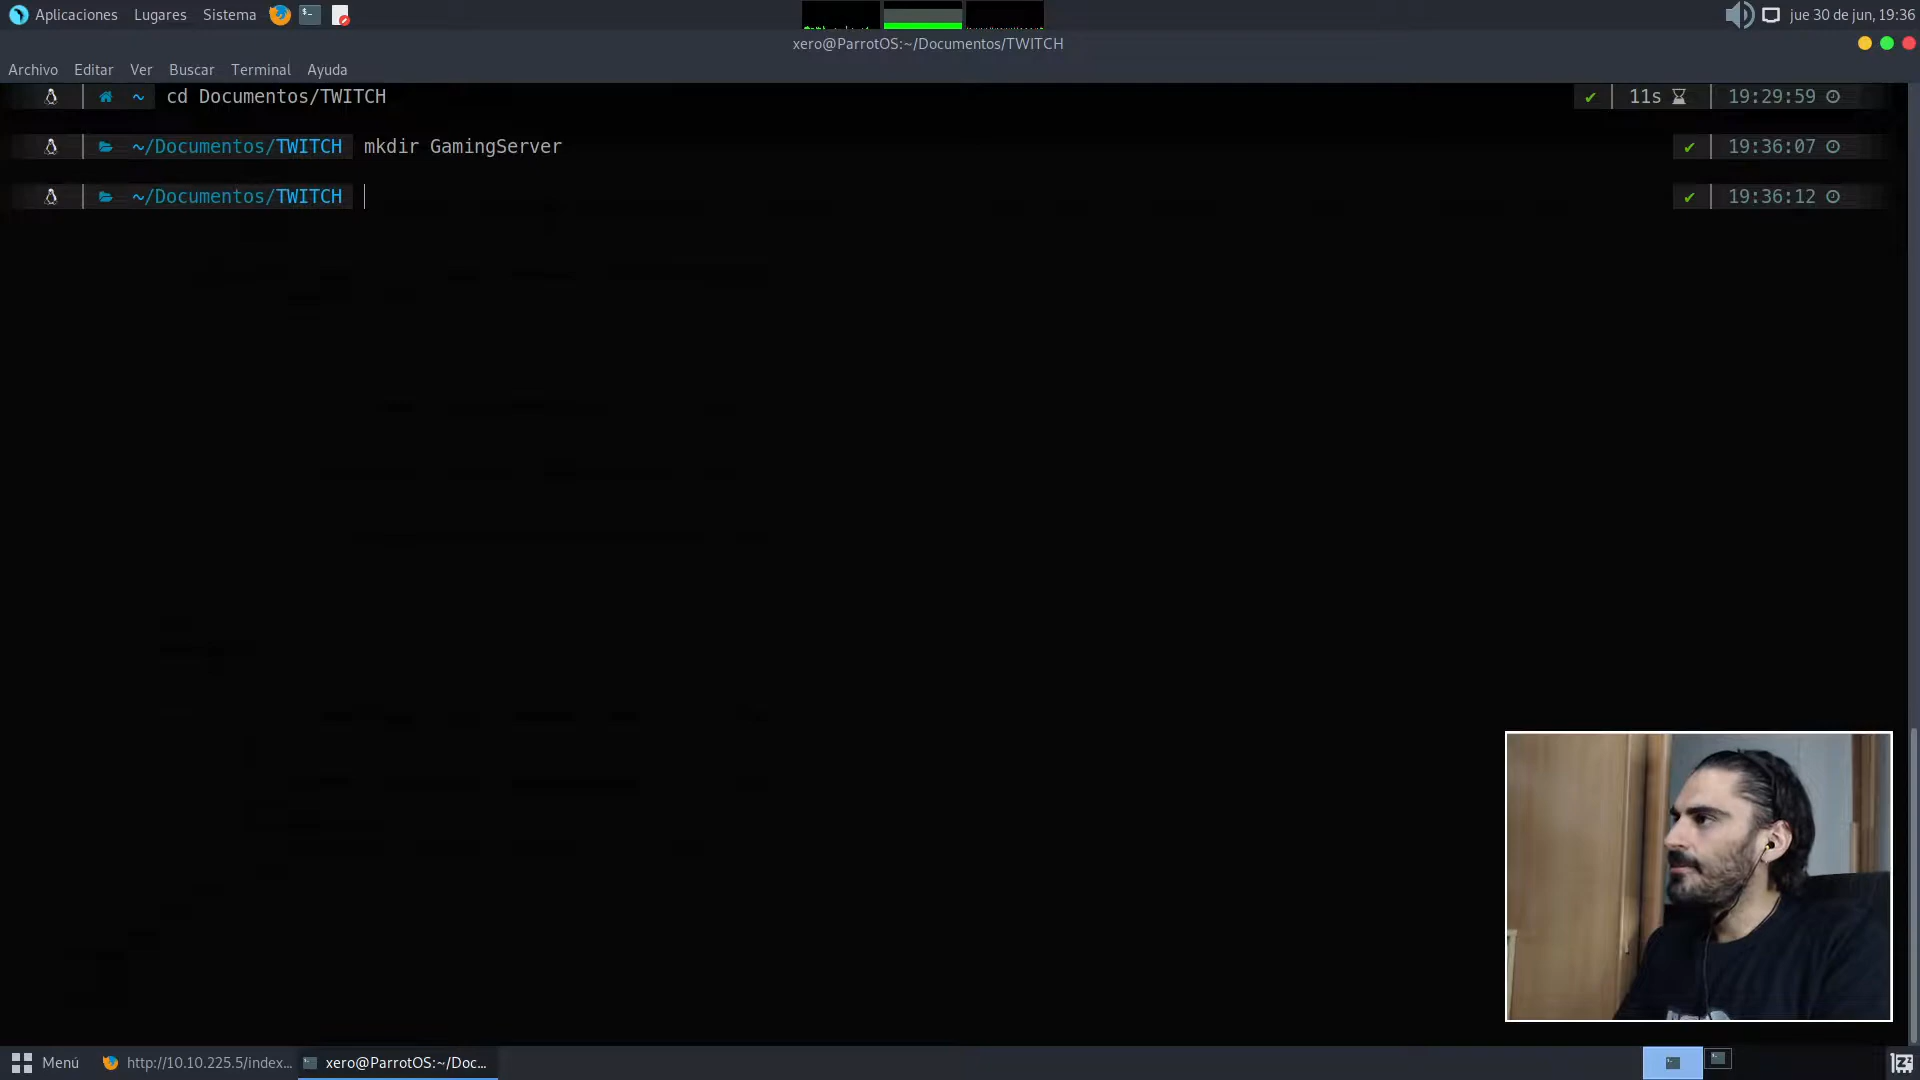 Aplicaciones Lugares Sistema
jue 30 de jun, 19:36
xero@ParrotOS:~/Documentos/TWITCH
Archivo Editar Ver Buscar Terminal Ayuda
~ cd Documentos/TWITCH ✔ 11s 19:29:59
~/Documentos/TWITCH mkdir GamingServer ✔ 19:36:07
~/Documentos/TWITCH ✔ 19:36:12
Menú http://10.10.225.5/index... xero@ParrotOS:~/Doc...